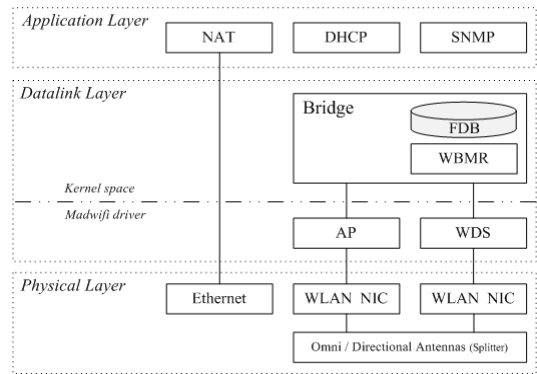 Application Layer
NAT
DHCP
SNMP
Datalink Layer
Bridge
FDB
WBMR
Kernel space
Madwifi driver
AP
WDS
Physical Layer
Ethernet
WLAN NIC
WLAN NIC
Omni / Directional Antennas (Splitter)